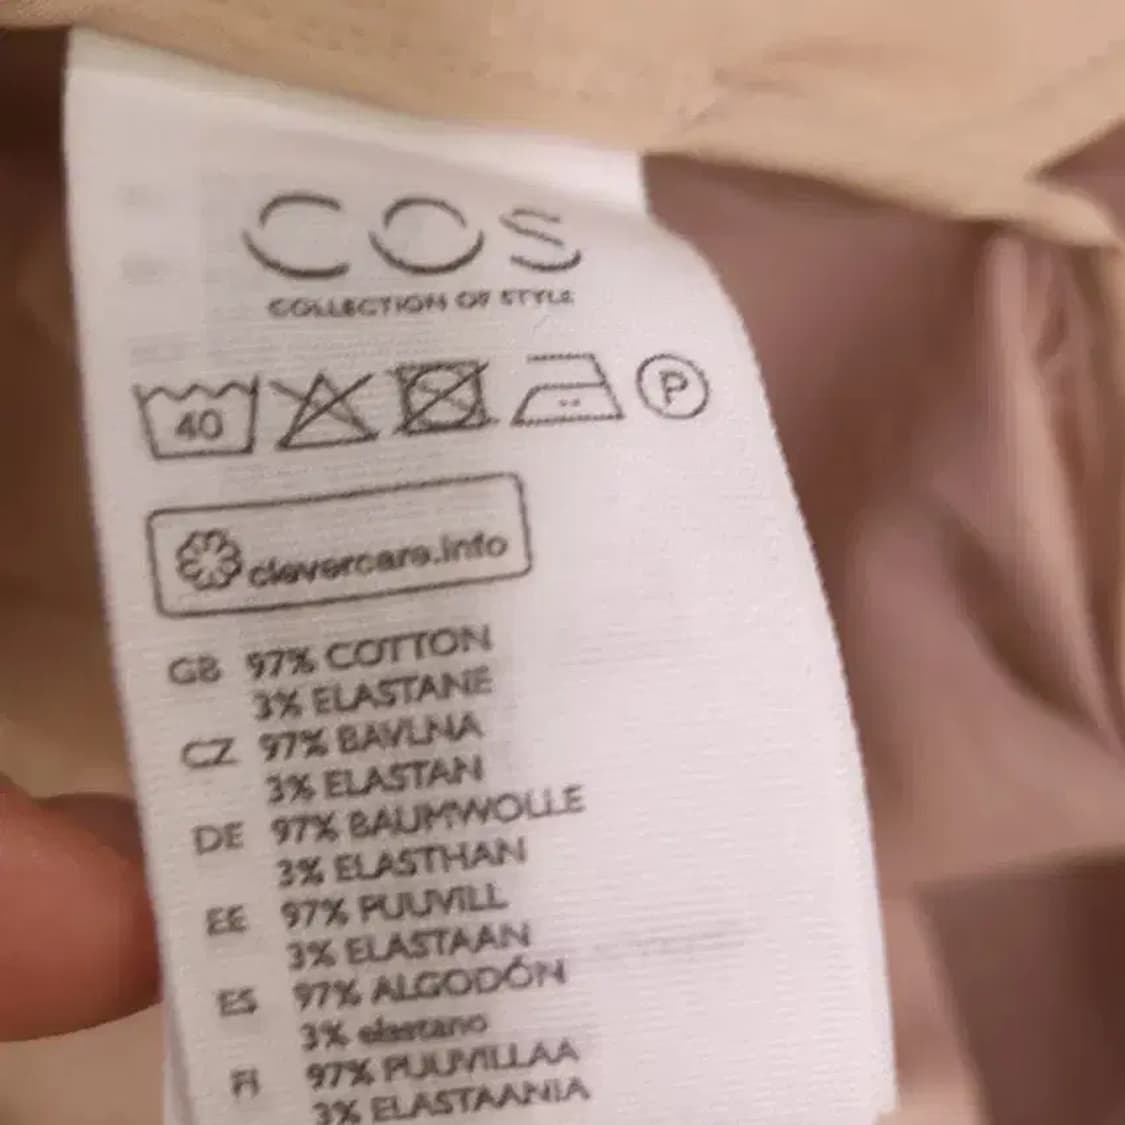 COS
COLLECTION OF STYLE
40 P
clevercare.info
GB 97% COTTON
3% ELASTANE
CZ 97% BAVLNA
3% ELASTAN
DE 97% BAUMWOLLE
3% ELASTHAN
EE 97% PUUVILL
3% ELASTAAN
ES 97% ALGODÓN
3% elastano
FI 97% PUUVILLAA
3% ELASTAANIA